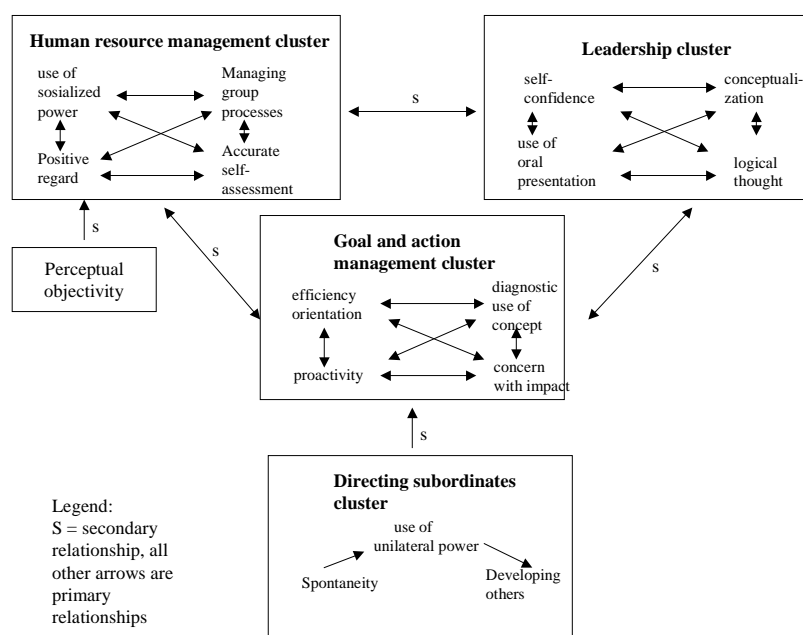 Human resource management cluster
use of
sosialized
power
Managing
group
processes
Positive
regard
Accurate
self-
assessment
s
Leadership cluster
self-
confidence
conceptuali-
zation
use of
oral
presentation
logical
thought
s
Perceptual
objectivity
s
s
Goal and action
management cluster
efficiency
orientation
diagnostic
use of
concept
proactivity
concern
with impact
s
Directing subordinates
cluster
use of
unilateral power
Spontaneity
Developing
others
Legend:
S = secondary
relationship, all
other arrows are
primary
relationships